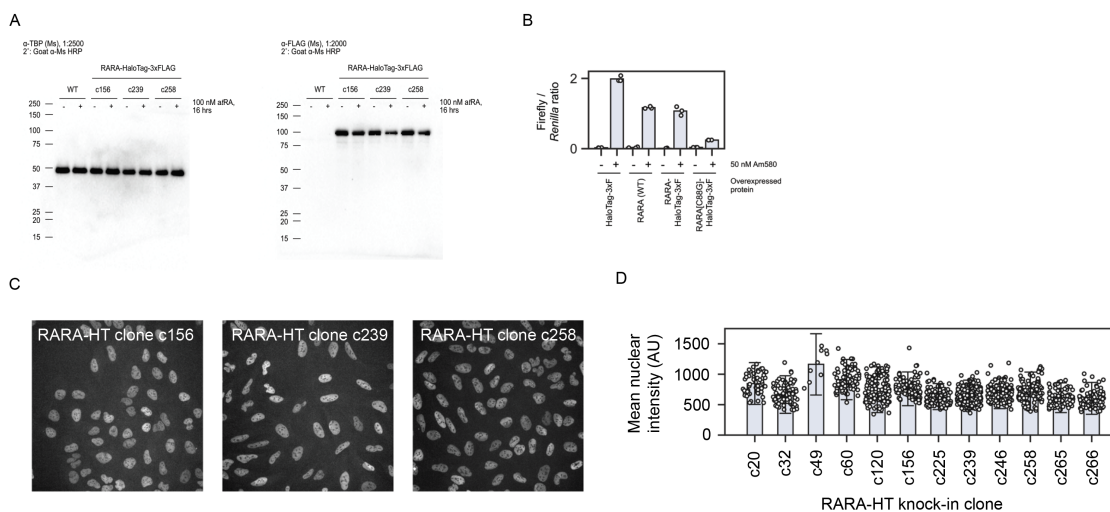 A
α-TBP (Ms), 1:2500
2˚: Goat α-Ms HRP
RARA-HaloTag-3xFLAG
WT c156 c239 c258
- + - + - + - +
100 nM atRA,
16 hrs
250
150
100
75
50
37
25
20
15
α-FLAG (Ms), 1:2000
2˚: Goat α-Ms HRP
RARA-HaloTag-3xFLAG
WT c156 c239 c258
- + - + - + - +
100 nM atRA,
16 hrs
250
150
100
75
50
37
25
20
15
B
Firefly /
Renilla ratio
2
1
0
- + - + - + - +
50 nM Am580
HaloTag-3xF
RARA (WT)
RARA-
HaloTag-3xF
RARA[C88G]-
HaloTag-3xF
Overexpressed
protein
C
RARA-HT clone c156
RARA-HT clone c239
RARA-HT clone c258
D
Mean nuclear
intensity (AU)
1500
1000
500
0
c20 c32 c49 c60 c120 c156 c225 c239 c246 c258 c265 c266
RARA-HT knock-in clone